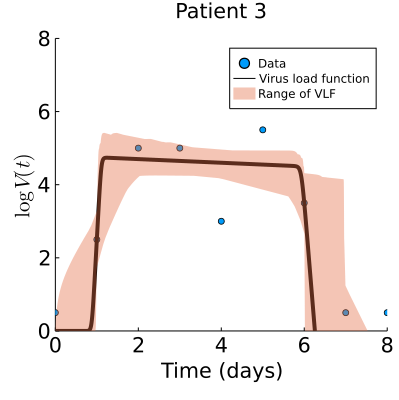 Patient 3
8
Data
Virus load function
Range of VLF
6
4
2
0
log V(t)
0 2 4 6 8
Time (days)